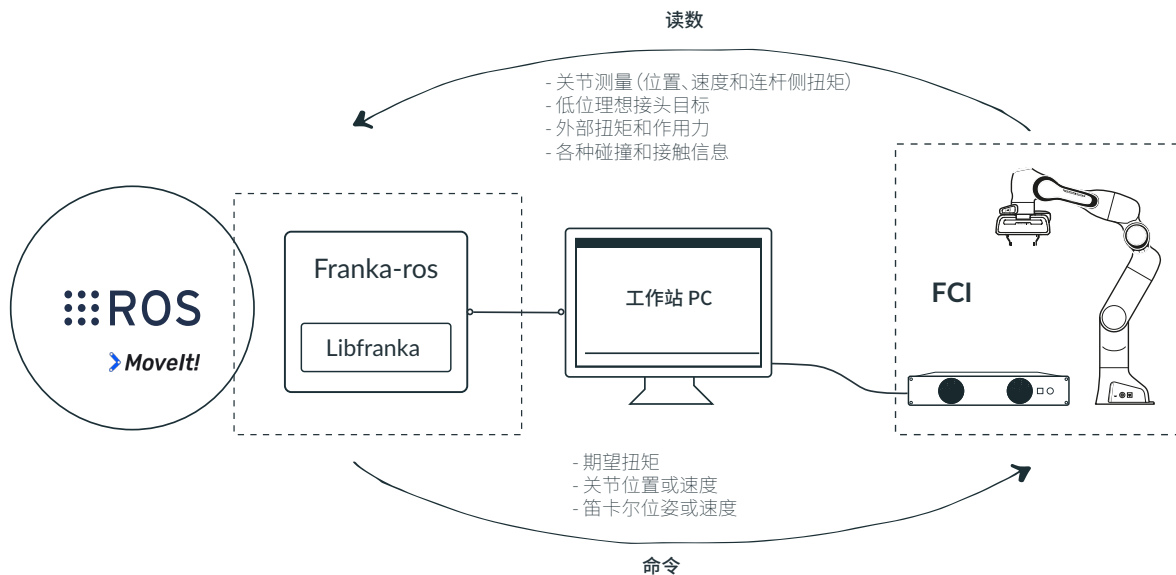 读数
- 关节测量（位置、速度和连杆侧扭矩）
- 低位理想接头目标
- 外部扭矩和作用力
- 各种碰撞和接触信息
ROS
MoveIt!
Franka-ros
Libfranka
工作站 PC
FCI
- 期望扭矩
- 关节位置或速度
- 笛卡尔位姿或速度
命令